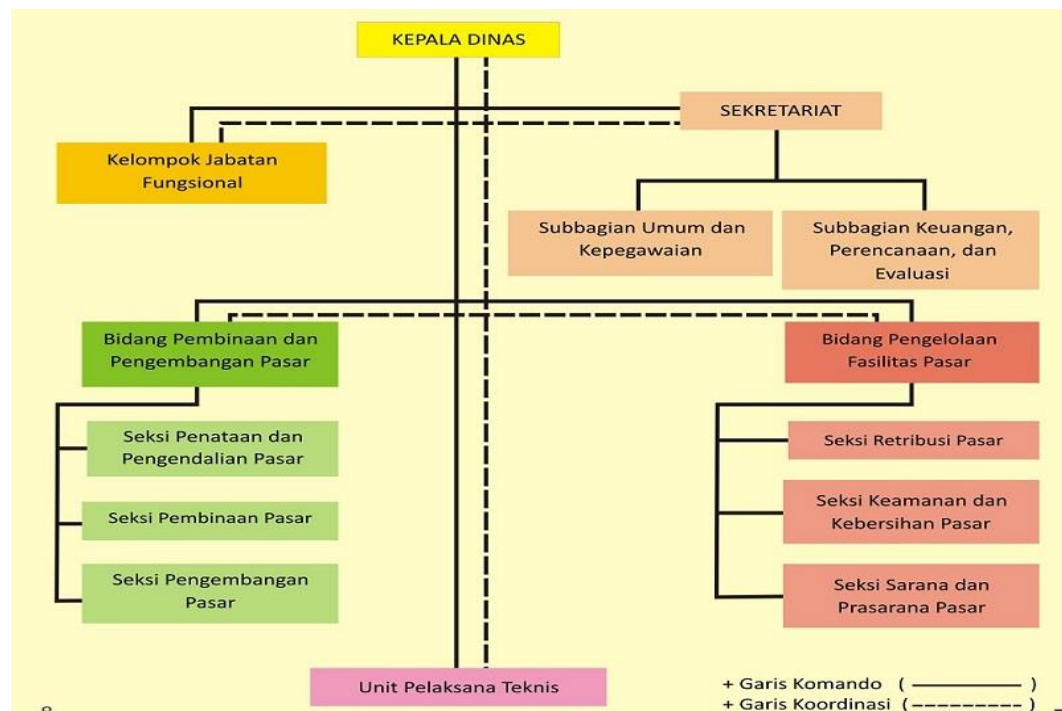 KEPALA DINAS
SEKRETARIAT
Kelompok Jabatan
Fungsional
Subbagian Umum dan
Kepegawaian
Subbagian Keuangan,
Perencanaan, dan
Evaluasi
Bidang Pembinaan dan
Pengembangan Pasar
Bidang Pengelolaan
Fasilitas Pasar
Seksi Penataan dan
Pengendalian Pasar
Seksi Pembinaan Pasar
Seksi Pengembangan
Pasar
Seksi Retribusi Pasar
Seksi Keamanan dan
Kebersihan Pasar
Seksi Sarana dan
Prasarana Pasar
Unit Pelaksana Teknis
+ Garis Komando ( ———— )
+ Garis Koordinasi ( --------- )